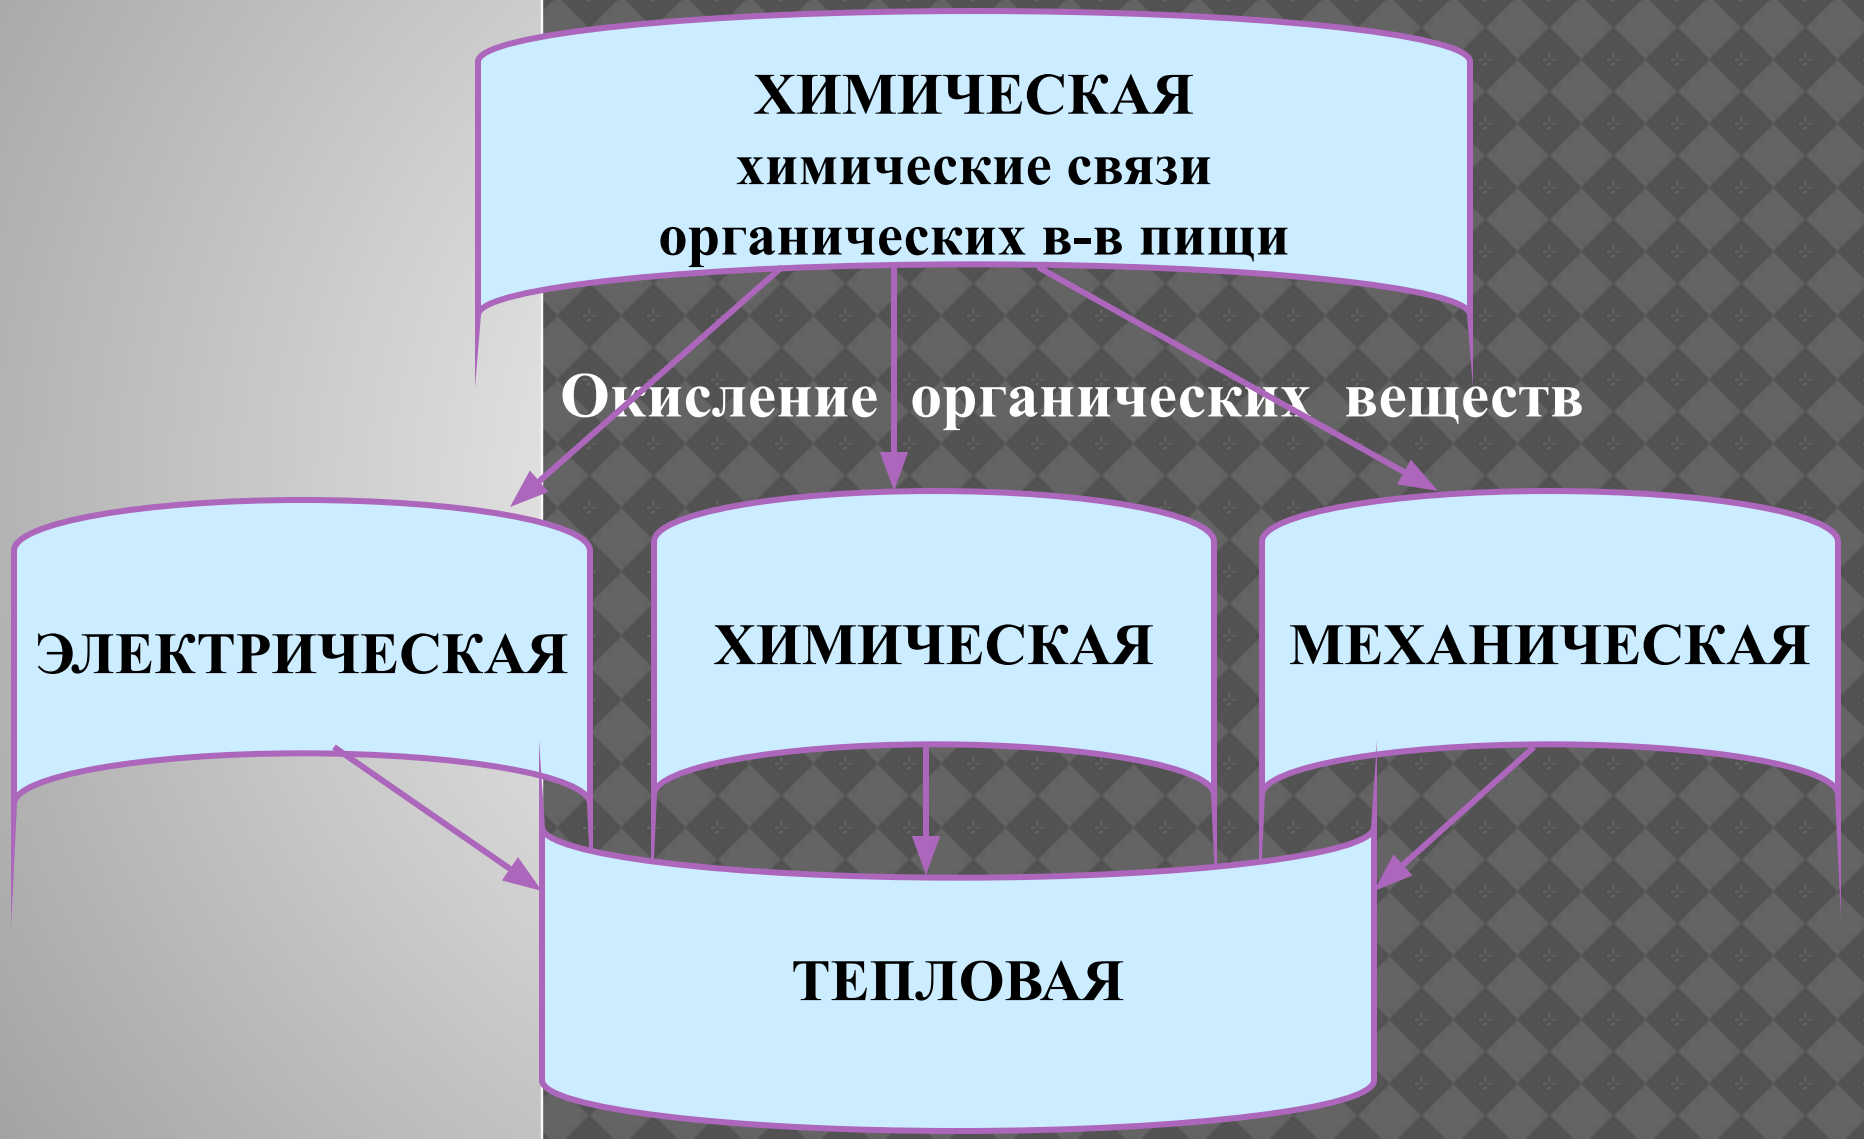 ХИМИЧЕСКАЯ
химические связи
органических в-в пищи
Окисление органических веществ
ЭЛЕКТРИЧЕСКАЯ
ХИМИЧЕСКАЯ
МЕХАНИЧЕСКАЯ
ТЕПЛОВАЯ